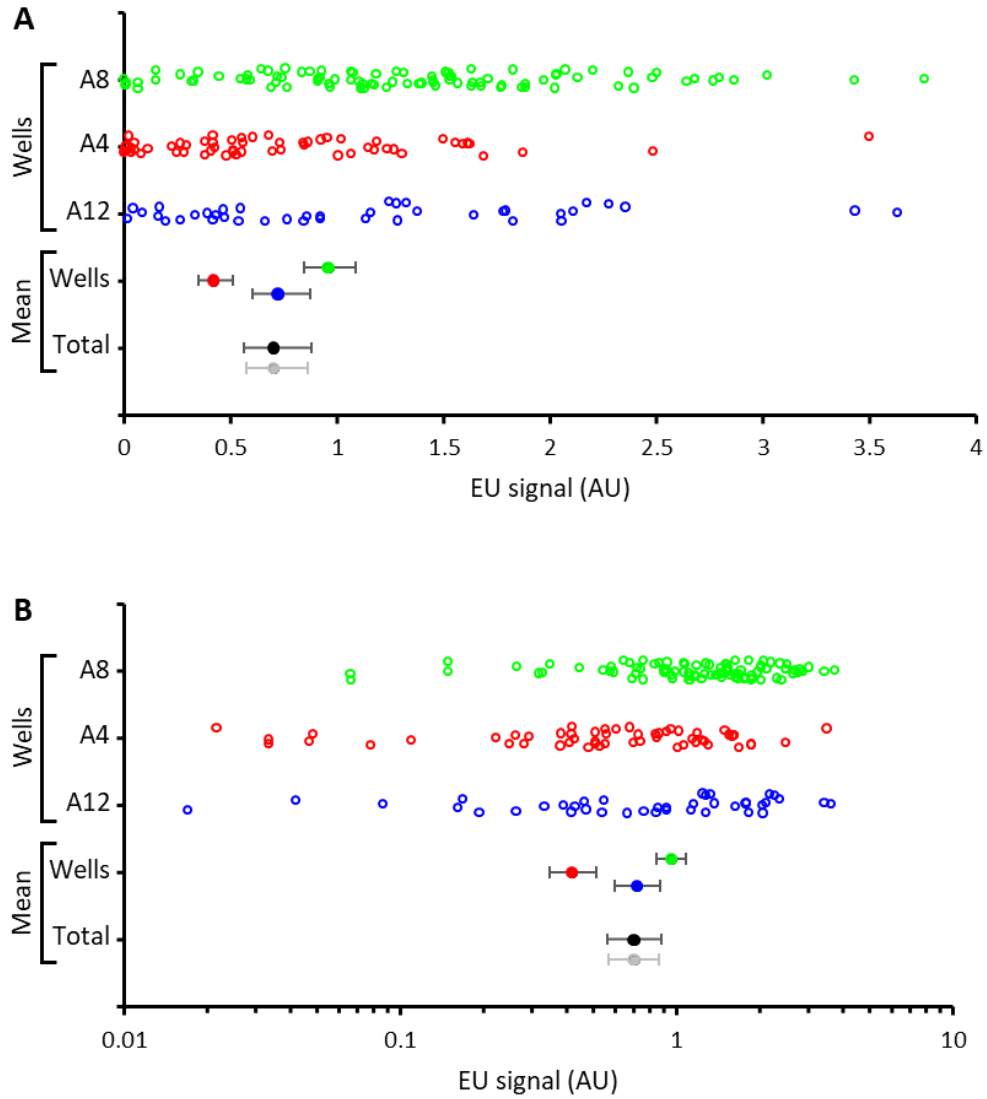 A
Wells
A8
A4
A12
Mean
Wells
Total
0 0.5 1 1.5 2 2.5 3 3.5 4
EU signal (AU)
B
Wells
A8
A4
A12
Mean
Wells
Total
0.01 0.1 1 10
EU signal (AU)